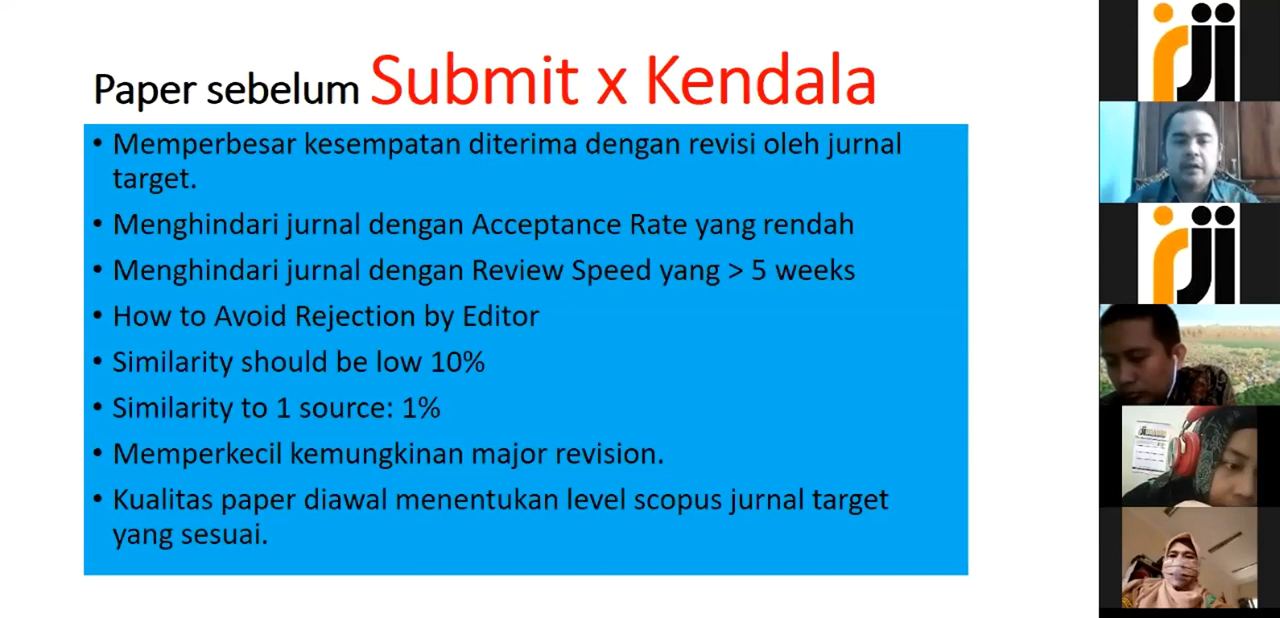 Paper sebelum Submit x Kendala
• Memperbesar kesempatan diterima dengan revisi oleh jurnal
target.
• Menghindari jurnal dengan Acceptance Rate yang rendah
• Menghindari jurnal dengan Review Speed yang > 5 weeks
• How to Avoid Rejection by Editor
• Similarity should be low 10%
• Similarity to 1 source: 1%
• Memperkecil kemungkinan major revision.
• Kualitas paper diawal menentukan level scopus jurnal target
yang sesuai.
rji
rji